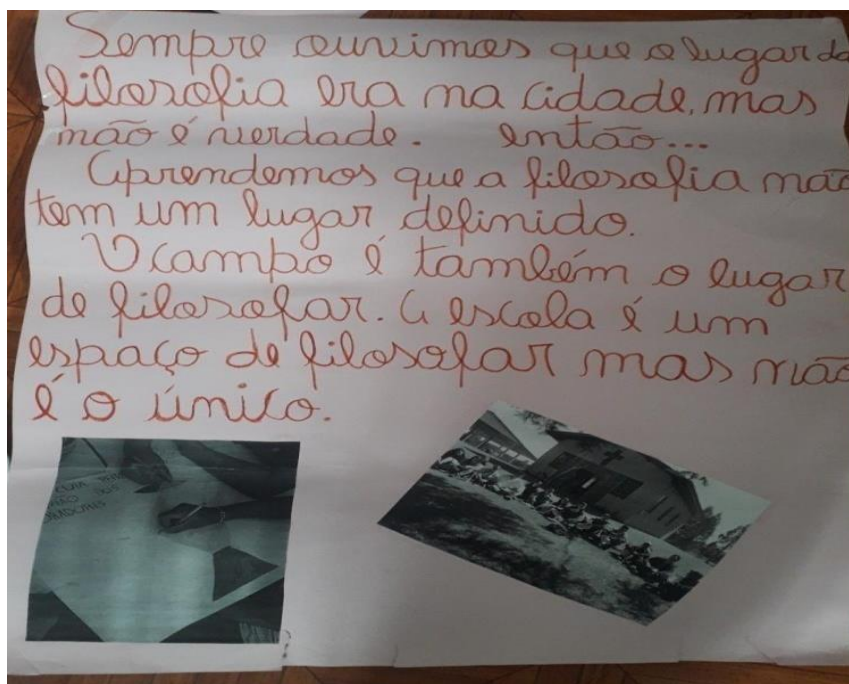 Sempre ouvimos que o lugar da
filosofia era na cidade, mas
não é verdade. então...
Aprendemos que a filosofia não
tem um lugar definido.
O campo é também o lugar
de filosofar. A escola é um
espaço de filosofar mas não
é o único.